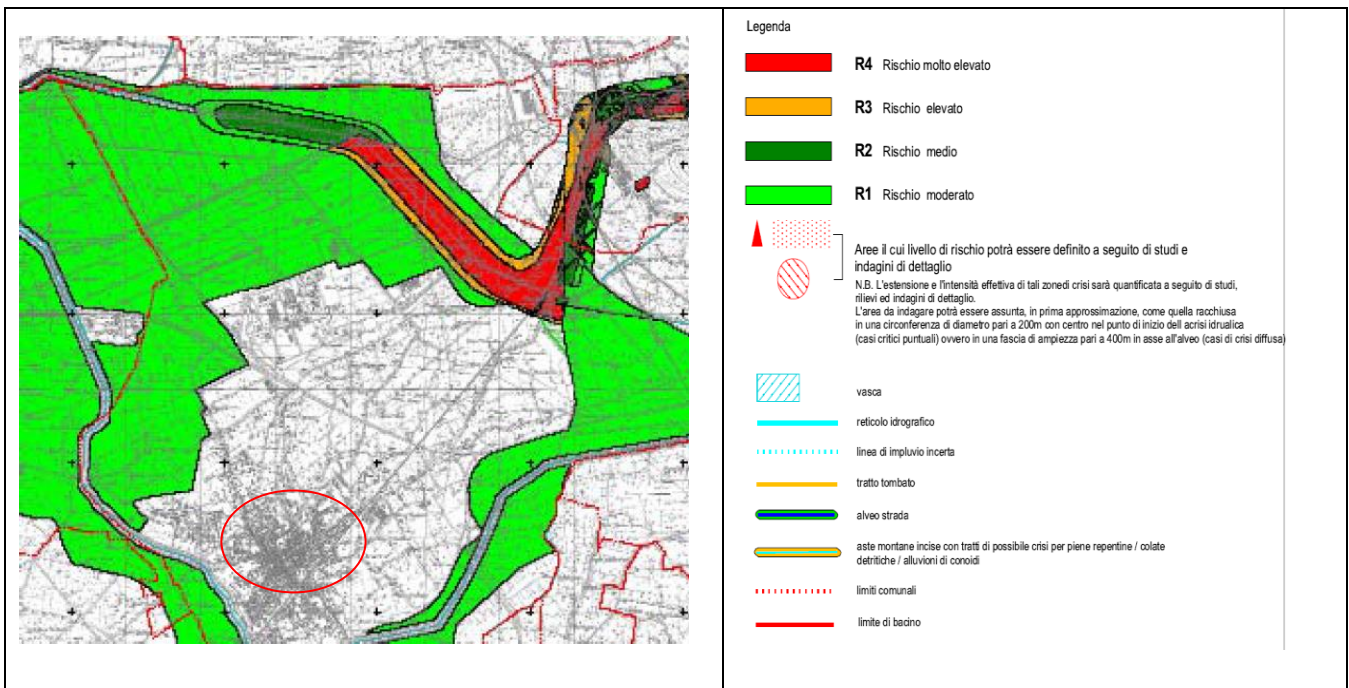 Legenda
R4 Rischio molto elevato
R3 Rischio elevato
R2 Rischio medio
R1 Rischio moderato
Aree il cui livello di rischio potrà essere definito a seguito di studi e
indagini di dettaglio
N.B. L'estensione e l'intensità effettiva di tali zonedi crisi sarà quantificata a seguito di studi,
rilievi ed indagini di dettaglio.
L'area da indagare potrà essere assunta, in prima approssimazione, come quella racchiusa
in una circonferenza di diametro pari a 200m con centro nel punto di inizio dell acrisi idrualica
(casi critici puntuali) ovvero in una fascia di ampiezza pari a 400m in asse all'alveo (casi di crisi diffusa)
vasca
reticolo idrografico
linea di impluvio incerta
tratto tombato
alveo strada
aste montane incise con tratti di possibile crisi per piene repentine / colate
detritiche / alluvioni di conoidi
limiti comunali
limite di bacino